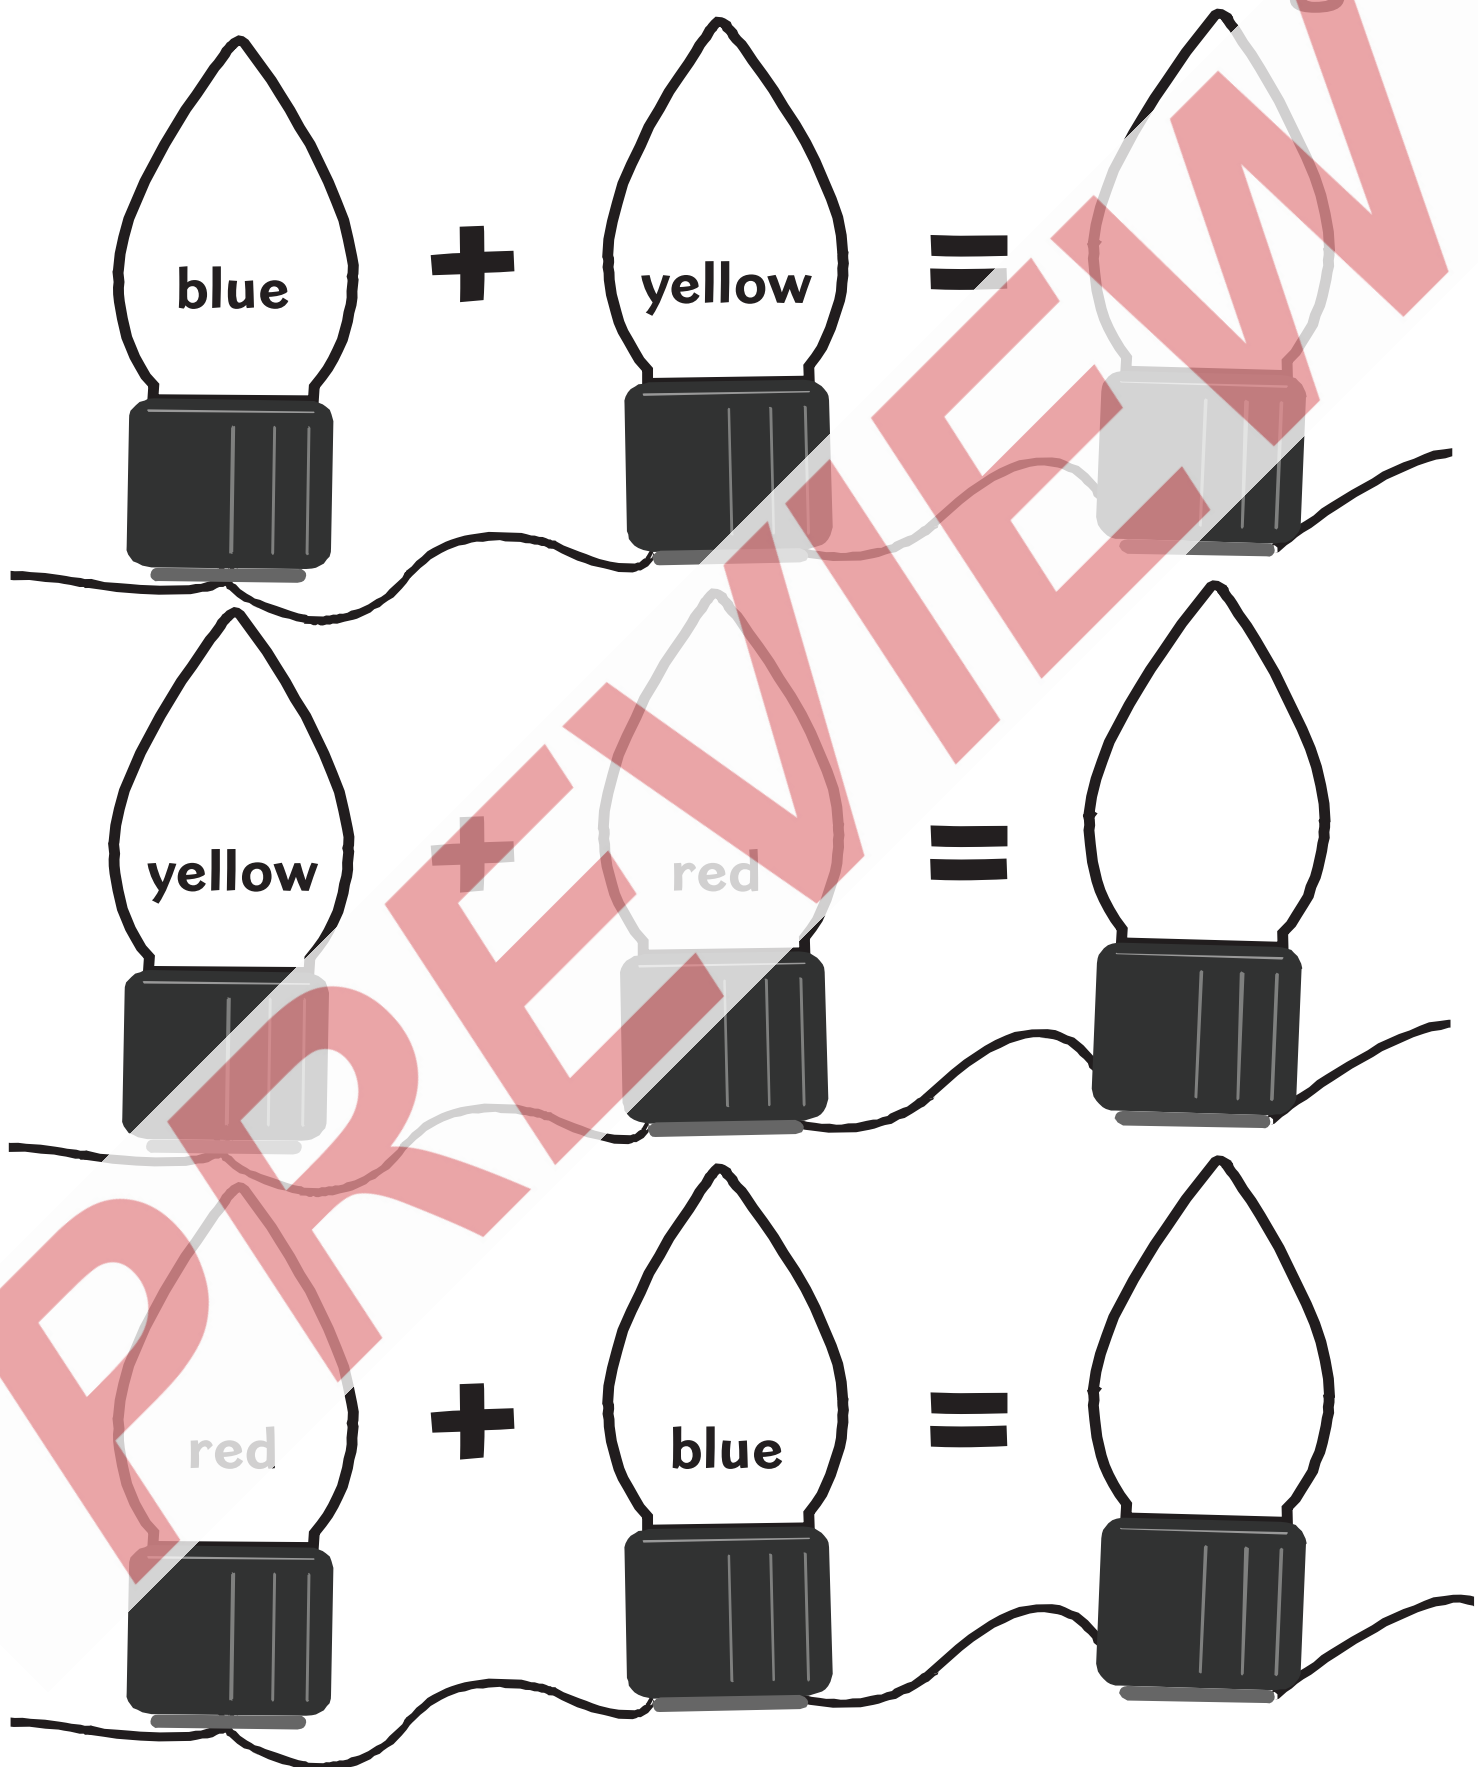 blue + yellow =
yellow + red =
red + blue =
PREVIEW